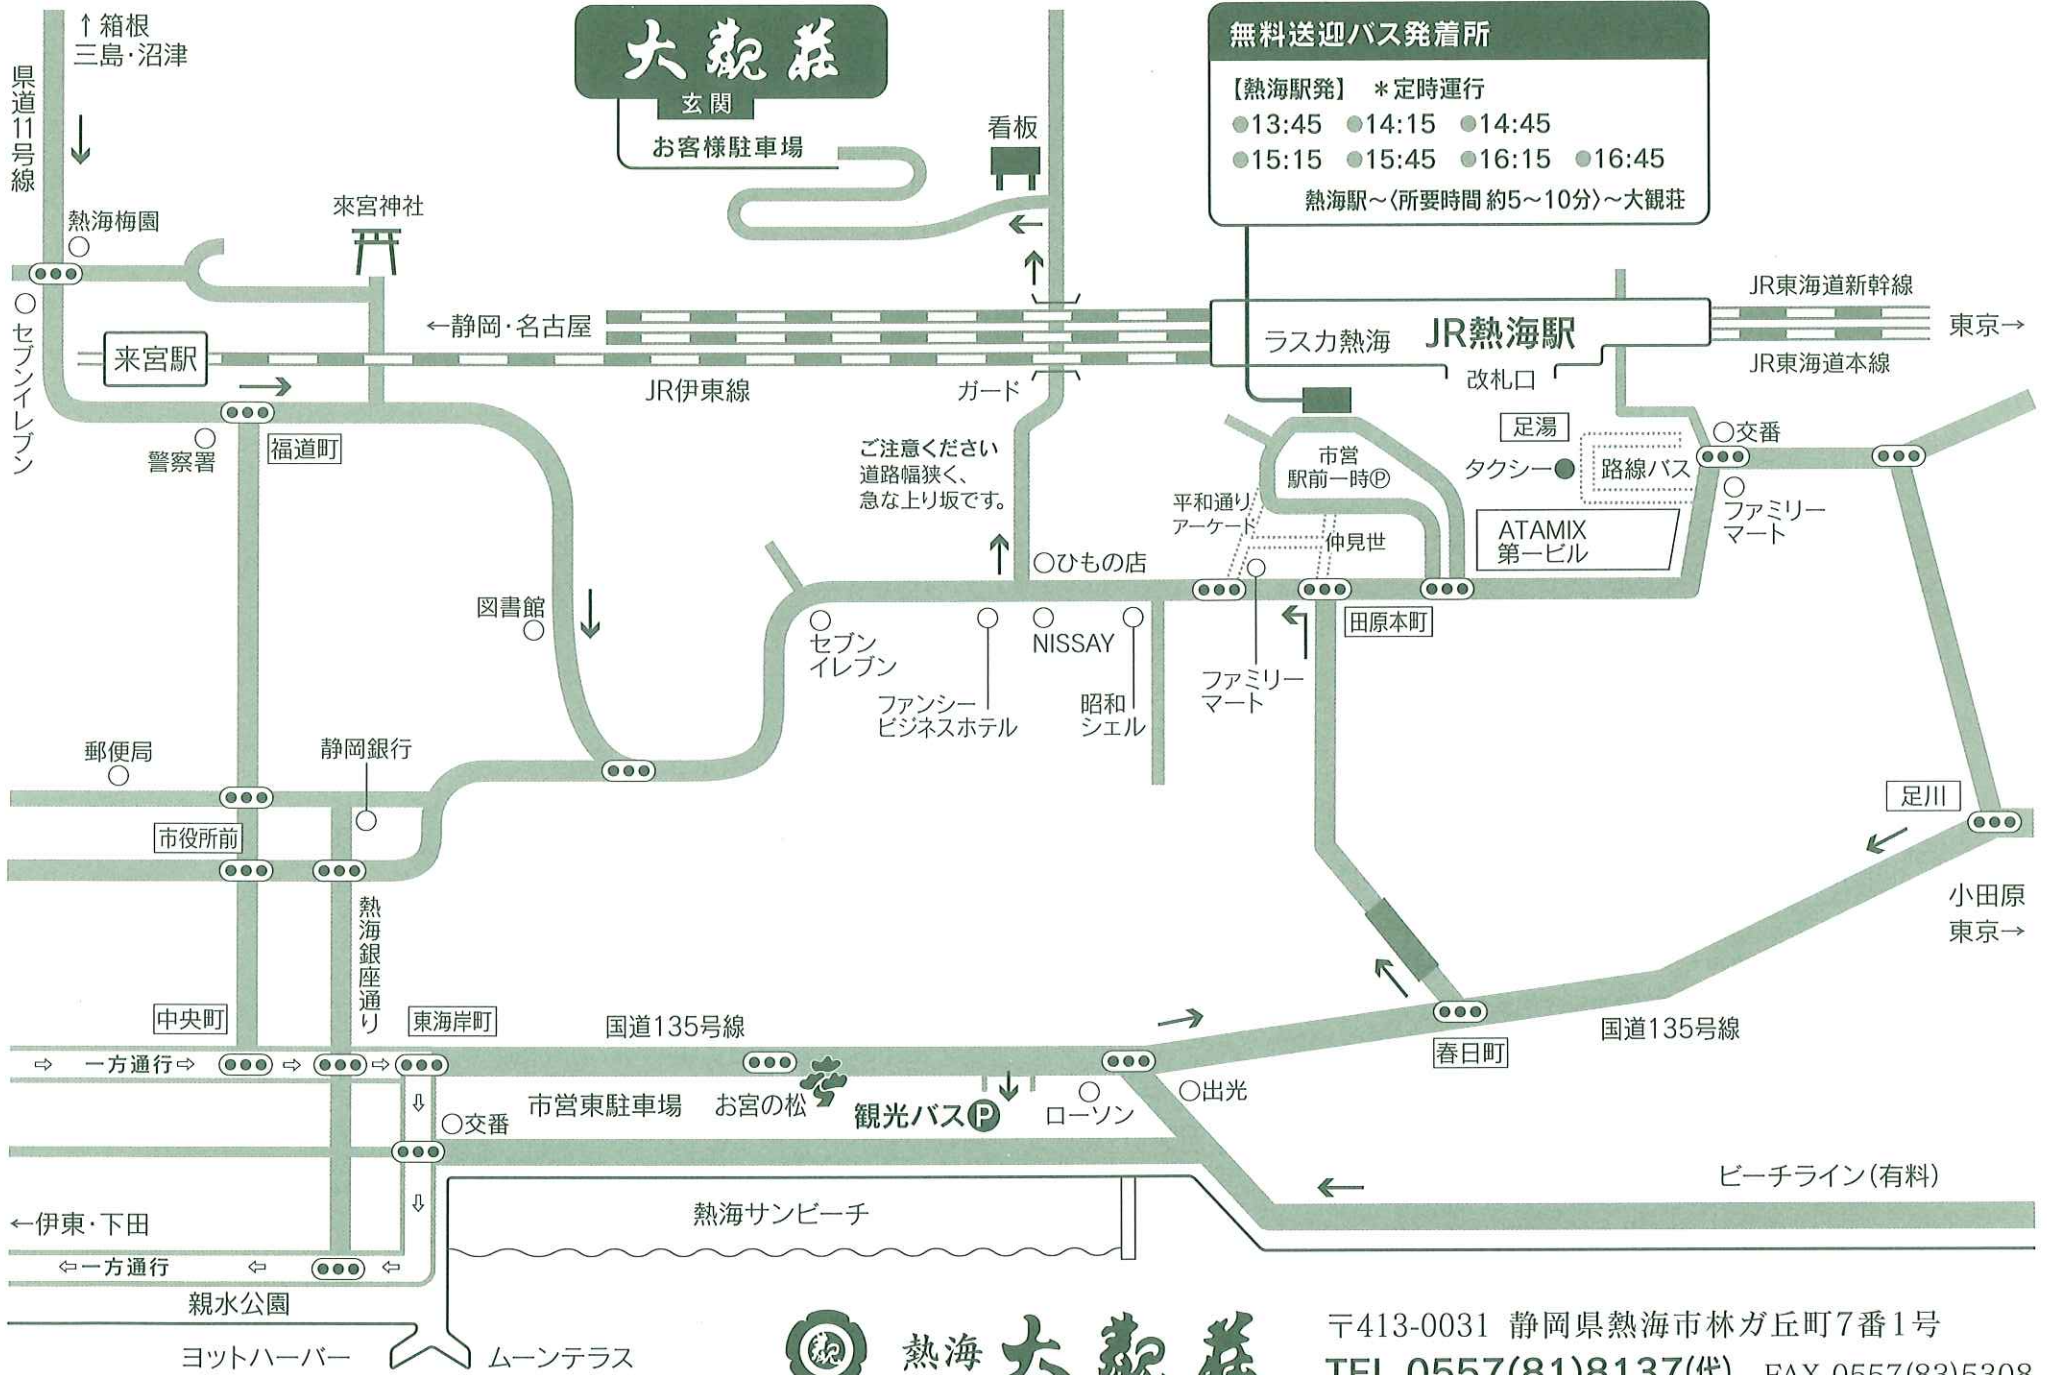 ↑箱根
三島・沼津
県道11号線
熱海梅園
セブンイレブン
來宮神社
大観荘
玄関
お客様駐車場
看板
無料送迎バス発着所
【熱海駅発】 ＊定時運行
●13:45 ●14:15 ●14:45
●15:15 ●15:45 ●16:15 ●16:45
熱海駅～〈所要時間 約5～10分〉～大観荘
←静岡・名古屋
来宮駅
JR伊東線
ガード
ラスカ熱海
JR熱海駅
改札口
JR東海道新幹線
JR東海道本線
東京→
警察署
福道町
ご注意ください
道路幅狭く、
急な上り坂です。
市営
駅前一時Ⓟ
平和通り
アーケード
仲見世
足湯
タクシー
路線バス
交番
ファミリー
マート
ATAMIX
第一ビル
図書館
ひもの店
セブン
イレブン
ファンシー
ビジネスホテル
NISSAY
昭和
シェル
ファミリー
マート
田原本町
郵便局
静岡銀行
市役所前
足川
小田原
東京→
熱海銀座通り
中央町
東海岸町
国道135号線
春日町
国道135号線
⇨ 一方通行⇨
市営東駐車場
お宮の松
観光バスP
ローソン
出光
交番
ビーチライン(有料)
熱海サンビーチ
←伊東・下田
⇦一方通行
親水公園
ヨットハーバー
ムーンテラス
熱海 大観荘
〒413-0031 静岡県熱海市林ガ丘町7番1号
TEL 0557(81)8137(代) FAX 0557(83)5308